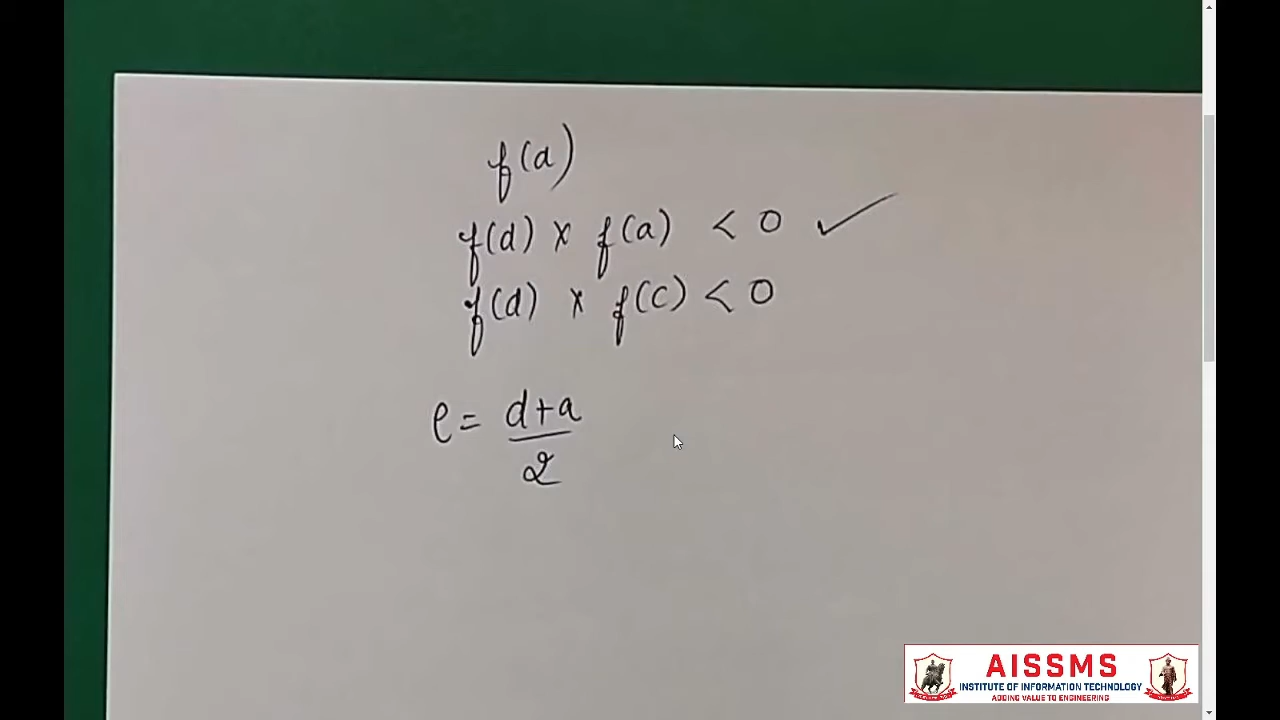 f(d)
f(d) × f(a) < 0 ✓
f(d) × f(c) < 0
e = d+a
2
AISSMS
INSTITUTE OF INFORMATION TECHNOLOGY
ADDING VALUE TO ENGINEERING